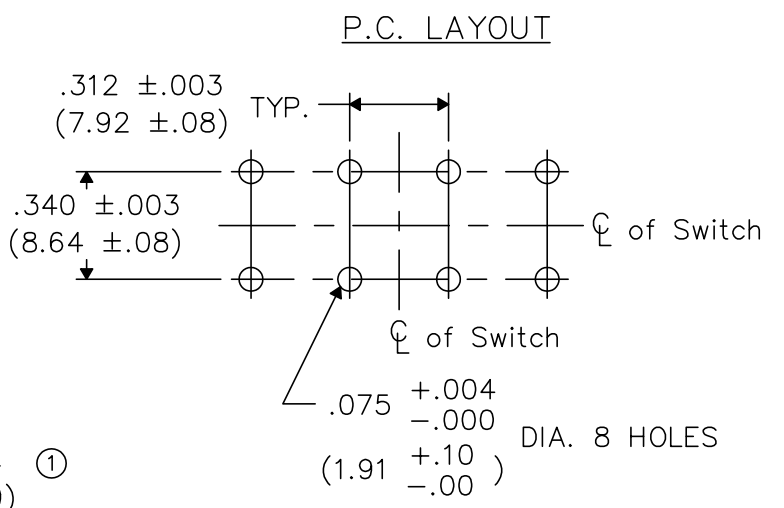 P.C. LAYOUT
.312 ±.003
(7.92 ±.08)
TYP.
.340 ±.003
(8.64 ±.08)
℄ of Switch
℄ of Switch
.075 +.004 -.000
(1.91 +.10 -.00 )
DIA. 8 HOLES
①